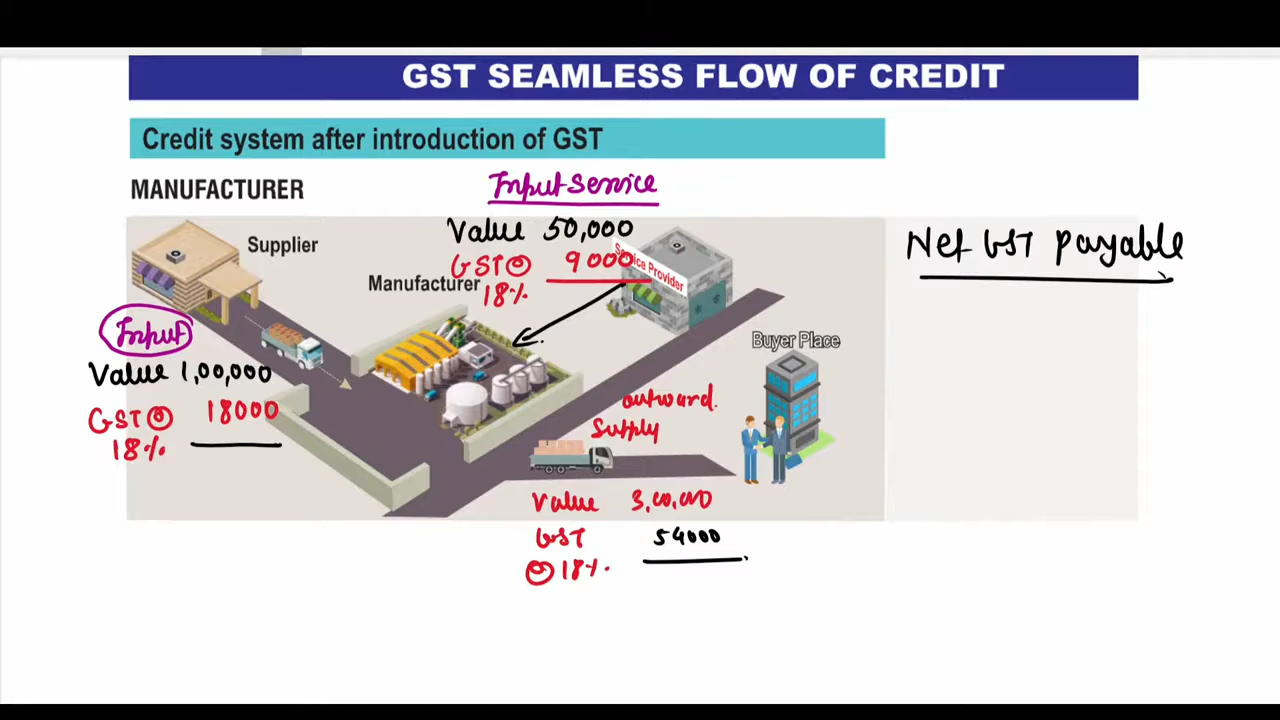 GST SEAMLESS FLOW OF CREDIT
Credit system after introduction of GST
MANUFACTURER
Input Service
Value 50,000
GST @ 9000
18%
Service Provider
Supplier
Manufacturer
Net GST Payable
Input
Value 1,00,000
GST @ 18000
18%
Buyer Place
outward
Supply
Value 3,00,000
GST 54000
@ 18%